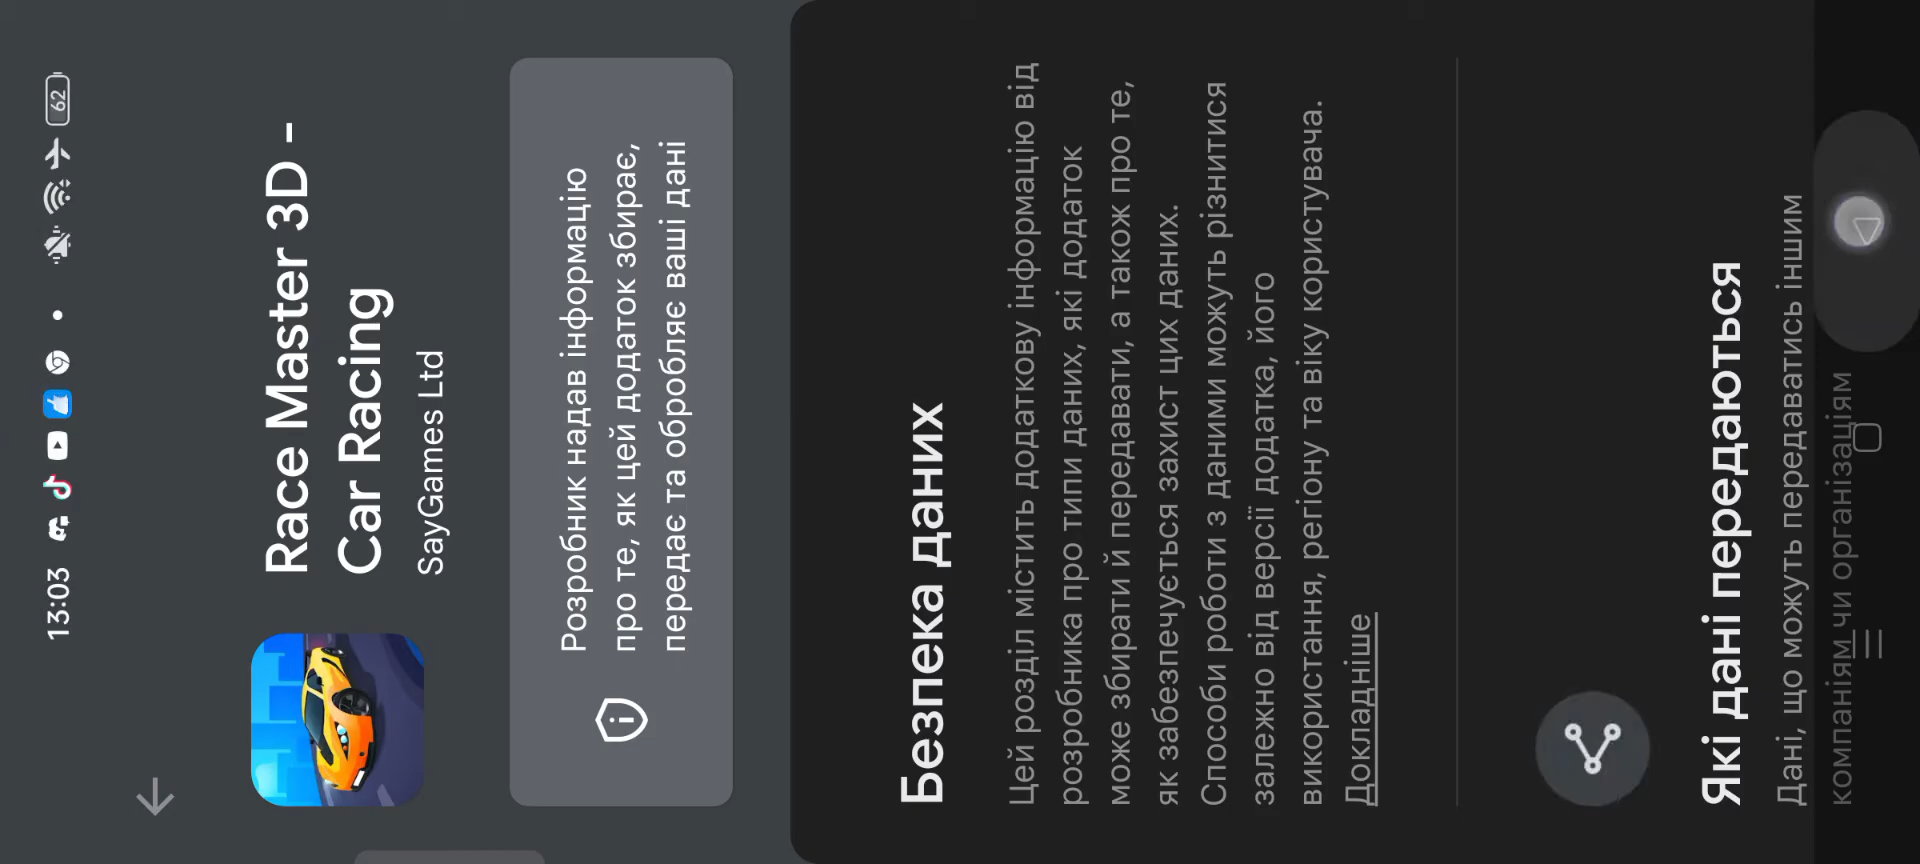 13:03
62
Race Master 3D -
Car Racing
SayGames Ltd
Розробник надав інформацію
про те, як цей додаток збирає,
передає та обробляє ваші дані
Безпека даних
Цей розділ містить додаткову інформацію від
розробника про типи даних, які додаток
може збирати й передавати, а також про те,
як забезпечується захист цих даних.
Способи роботи з даними можуть різнитися
залежно від версії додатка, його
використання, регіону та віку користувача.
Докладніше
Які дані передаються
Дані, що можуть передаватись іншим
компаніям чи організаціям